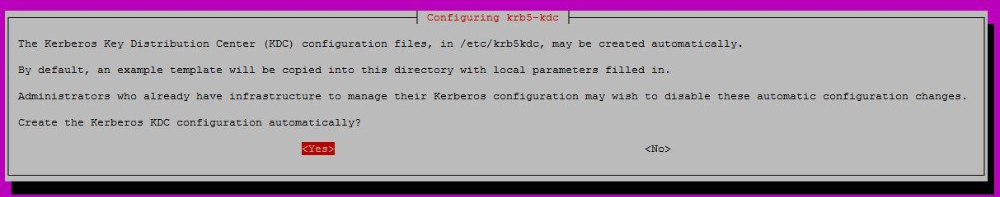 Configuring krb5-kdc
The Kerberos Key Distribution Center (KDC) configuration files, in /etc/krb5kdc, may be created automatically.
By default, an example template will be copied into this directory with local parameters filled in.
Administrators who already have infrastructure to manage their Kerberos configuration may wish to disable these automatic configuration changes.
Create the Kerberos KDC configuration automatically?
<Yes> <No>